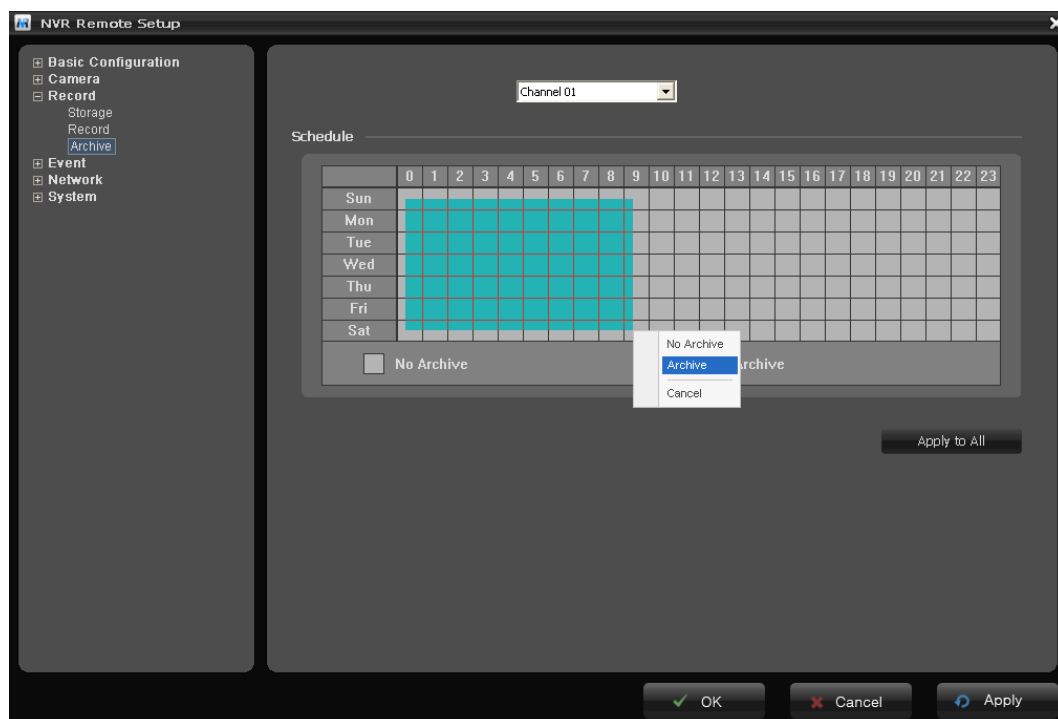 NVR Remote Setup
Basic Configuration
Camera
Record
Storage
Record
Archive
Event
Network
System
Channel 01
Schedule
0 1 2 3 4 5 6 7 8 9 10 11 12 13 14 15 16 17 18 19 20 21 22 23
Sun
Mon
Tue
Wed
Thu
Fri
Sat
No Archive
No Archive
Archive
Cancel
Apply to All
OK
Cancel
Apply